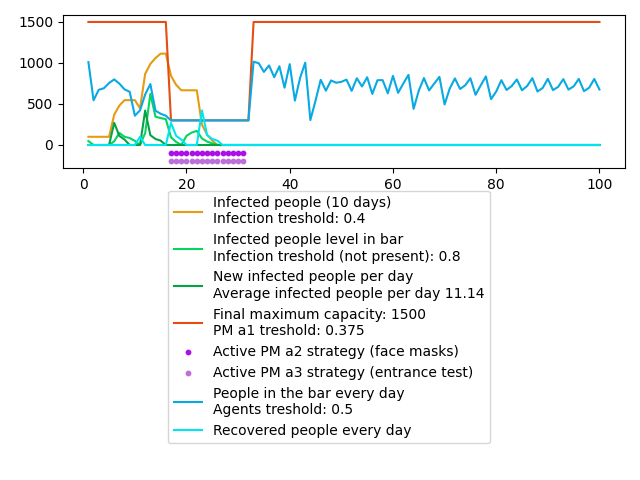 1500
1000
500
0
0
20
40
60
80
100
Infected people (10 days)
Infection treshold: 0.4
Infected people level in bar
Infection treshold (not present): 0.8
New infected people per day
Average infected people per day 11.14
Final maximum capacity: 1500
PM a1 treshold: 0.375
Active PM a2 strategy (face masks)
Active PM a3 strategy (entrance test)
People in the bar every day
Agents treshold: 0.5
Recovered people every day